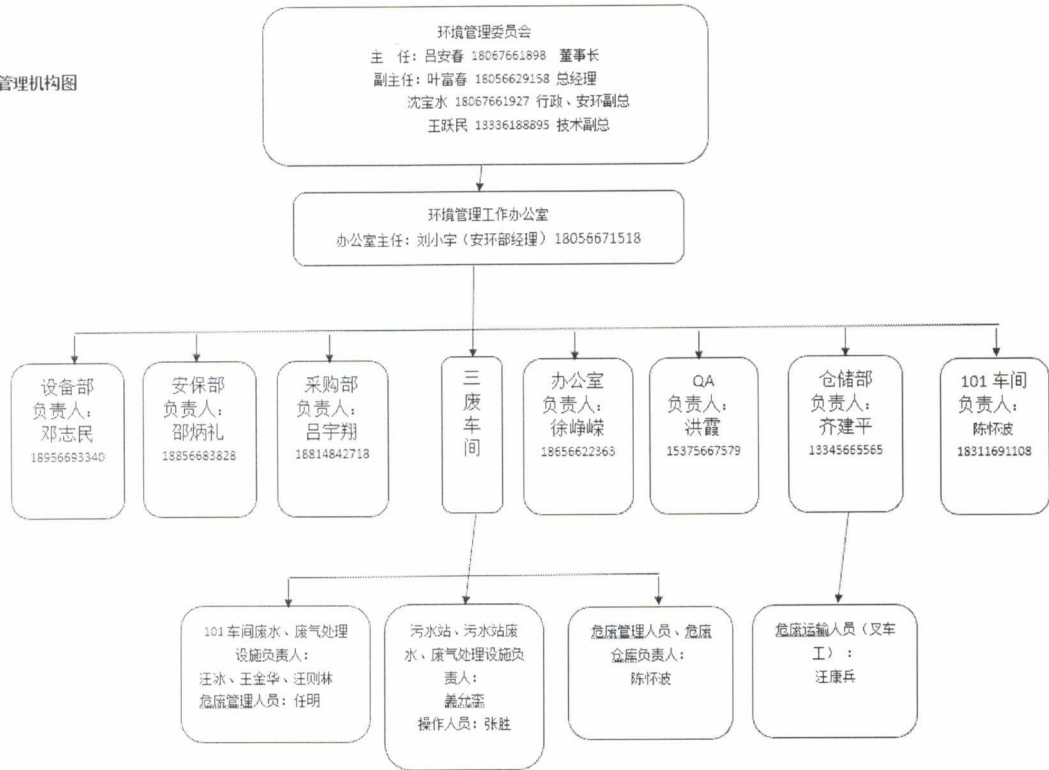 环境管理委员会
主 任：吕安春 18067661898 董事长
副主任：叶富春 18056629158 总经理
沈宝水 18067661927 行政、安环副总
王跃民 13336188895 技术副总
管理机构图
环境管理工作办公室
办公室主任：刘小宇（安环部经理）18056671518
设备部
负责人：
邓志民
18956693340
安保部
负责人：
邵炳礼
18856683828
采购部
负责人：
吕宇翔
18814842718
三
废
车
间
办公室
负责人：
徐峥嵘
18656622363
QA
负责人：
洪霞
15375667579
仓储部
负责人：
齐建平
13345665565
101 车间
负责人：
陈怀波
18311691108
101 车间废水、废气处理
设施负责人：
汪冰、王金华、汪则林
危废管理人员：任明
污水站、污水站废
水、废气处理设施负
责人：
姜允
操作人员：张胜
危废管理人员、危废
仓库负责人：
陈怀波
危废运输人员（叉车
工）：
汪康兵